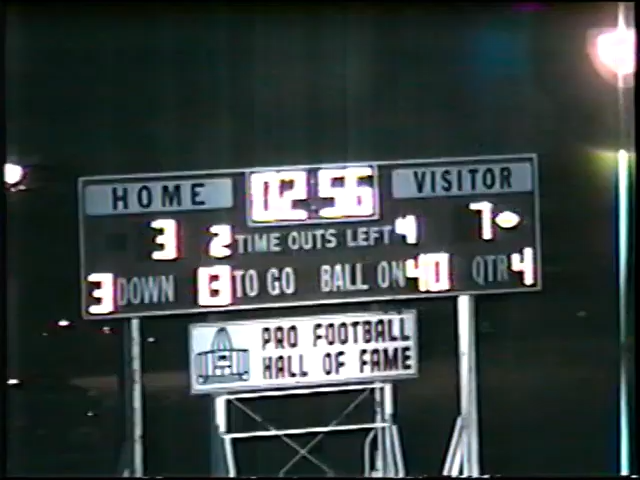 HOME 02:56 VISITOR
3 2 TIME OUTS LEFT 4 7
3 DOWN TO GO BALL ON 40 QTR 4
PRO FOOTBALL
HALL OF FAME